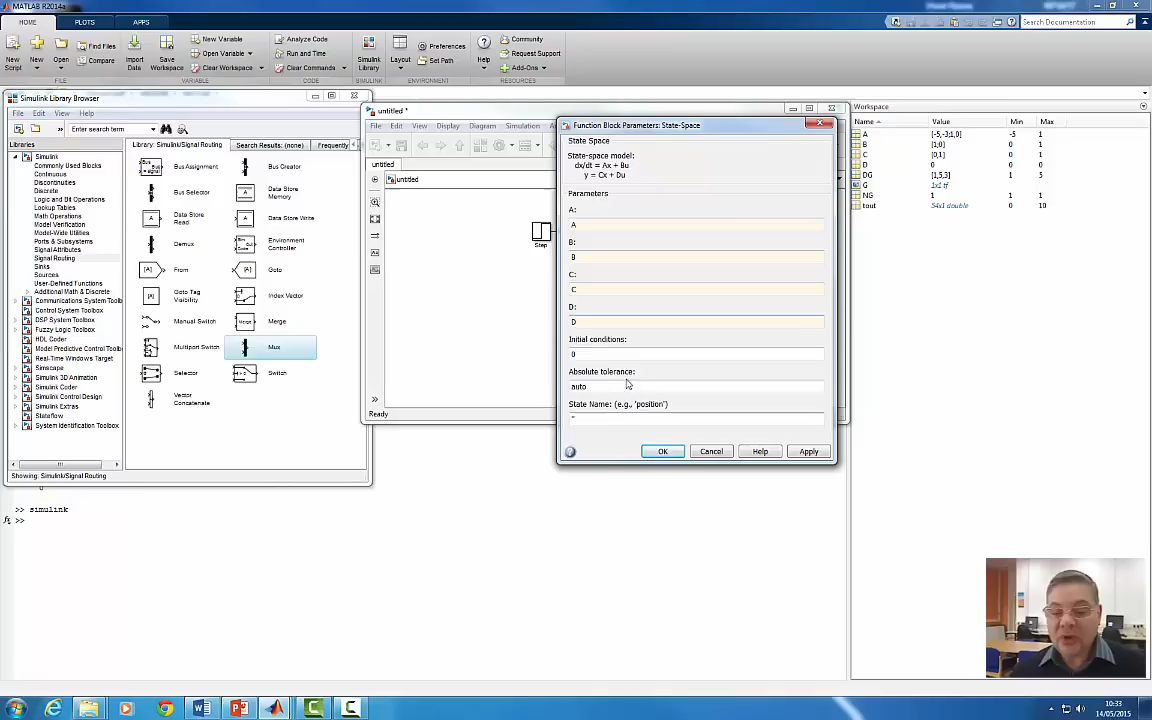 MATLAB R2014a
HOME
PLOTS
APPS
Search Documentation
New Script
New
Open
Find Files
Compare
Import Data
Save Workspace
New Variable
Open Variable
Clear Workspace
Analyze Code
Run and Time
Clear Commands
Simulink Library
Layout
Preferences
Set Path
Help
Community
Request Support
Add-Ons
FILE
VARIABLE
CODE
SIMULINK
ENVIRONMENT
RESOURCES
Simulink Library Browser
File Edit View Help
Enter search term
Libraries
Library: Simulink/Signal Routing
Search Results: (none)
Frequently
Simulink
Commonly Used Blocks
Continuous
Discontinuities
Discrete
Logic and Bit Operations
Lookup Tables
Math Operations
Model Verification
Model-Wide Utilities
Ports & Subsystems
Signal Attributes
Signal Routing
Sinks
Sources
User-Defined Functions
Additional Math & Discrete
Communications System Toolb
Control System Toolbox
DSP System Toolbox
Fuzzy Logic Toolbox
HDL Coder
Model Predictive Control Toolb
Real-Time Windows Target
Simscape
Simulink 3D Animation
Simulink Coder
Simulink Control Design
Simulink Extras
Stateflow
System Identification Toolbox
Bus Assignment
Bus Creator
Bus Selector
Data Store Memory
Data Store Read
Data Store Write
Demux
Environment Controller
From
Goto
Goto Tag Visibility
Index Vector
Manual Switch
Merge
Multiport Switch
Mux
Selector
Switch
Vector Concatenate
Showing: Simulink/Signal Routing
>> simulink
fx >>
untitled *
File Edit View Display Diagram Simulation
untitled
untitled
Step
Ready
Function Block Parameters: State-Space
State Space
State-space model:
dx/dt = Ax + Bu
y = Cx + Du
Parameters
A:
A
B:
B
C:
C
D:
D
Initial conditions:
0
Absolute tolerance:
auto
State Name: (e.g., 'position')
''
OK
Cancel
Help
Apply
Workspace
Name Value Min Max
A [-5,-3;1,0] -5 1
B [1;0] 0 1
C [0,1] 0 1
D 0 0 0
DG [1,5,3] 1 5
G 1x1 tf
NG 1 1 1
tout 54x1 double 0 10
10:33
14/05/2015